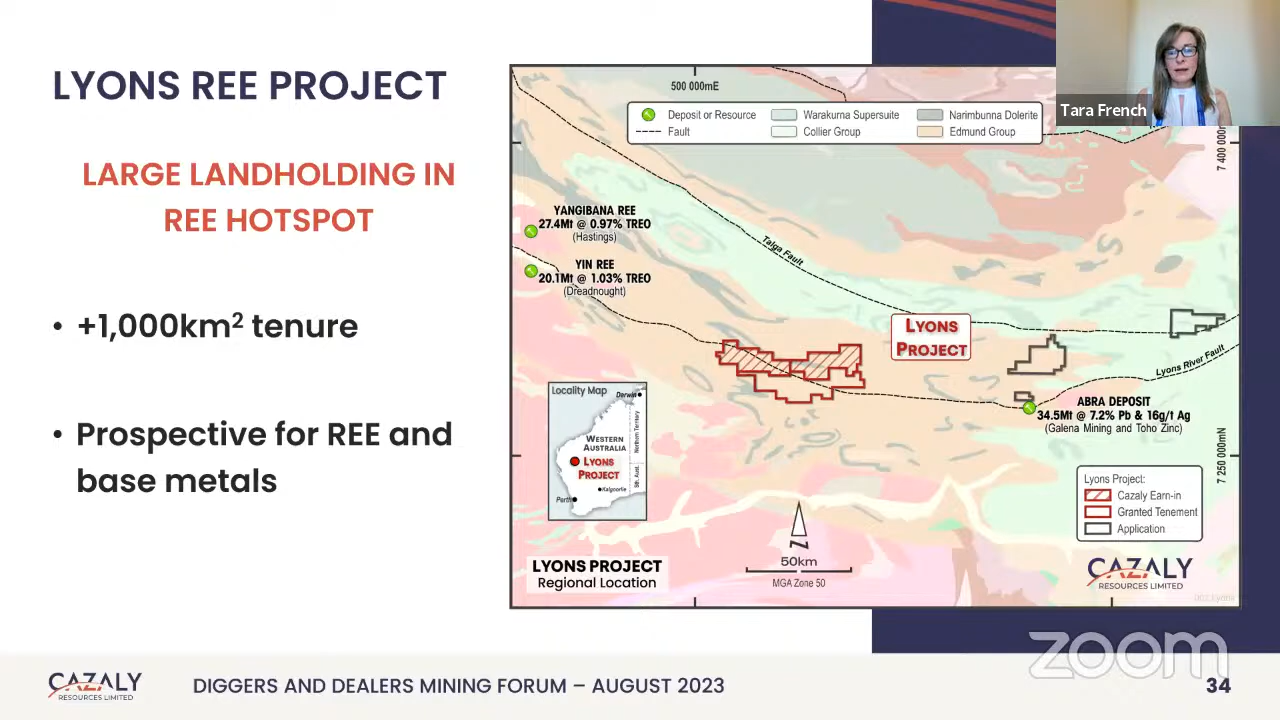 LYONS REE PROJECT
LARGE LANDHOLDING IN
REE HOTSPOT
• +1,000km² tenure
• Prospective for REE and
base metals
500 000mE
Deposit or Resource
Fault
Warakurna Supersuite
Collier Group
Narimbunna Dolerite
Edmund Group
Tara French
7 400 000m
YANGIBANA REE
27.4Mt @ 0.97% TREO
(Hastings)
YIN REE
20.1Mt @ 1.03% TREO
(Dreadnought)
Talga Fault
LYONS
PROJECT
Lyons River Fault
ABRA DEPOSIT
34.5Mt @ 7.2% Pb & 16g/t Ag
(Galena Mining and Toho Zinc)
7 250 000mN
Locality Map
Darwin
Northern Territory
WESTERN
AUSTRALIA
LYONS
PROJECT
Sth. Aust.
Kalgoorlie
Perth
LYONS PROJECT
Regional Location
N
50km
MGA Zone 50
Lyons Project:
Cazaly Earn-in
Granted Tenement
Application
CAZALY
RESOURCES LIMITED
zoom
CAZALY
RESOURCES LIMITED
DIGGERS AND DEALERS MINING FORUM – AUGUST 2023
34